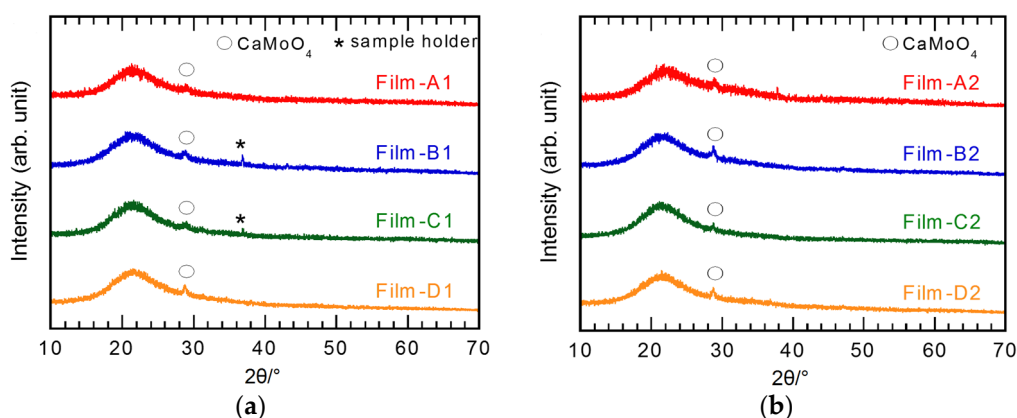 CaMoO₄ * sample holder
Film-A1
Film-B1
*
Film-C1
*
Film-D1
Intensity (arb. unit)
10 20 30 40 50 60 70
2θ/°
(a)
CaMoO₄
Film-A2
Film-B2
Film-C2
Film-D2
Intensity (arb. unit)
10 20 30 40 50 60 70
2θ/°
(b)